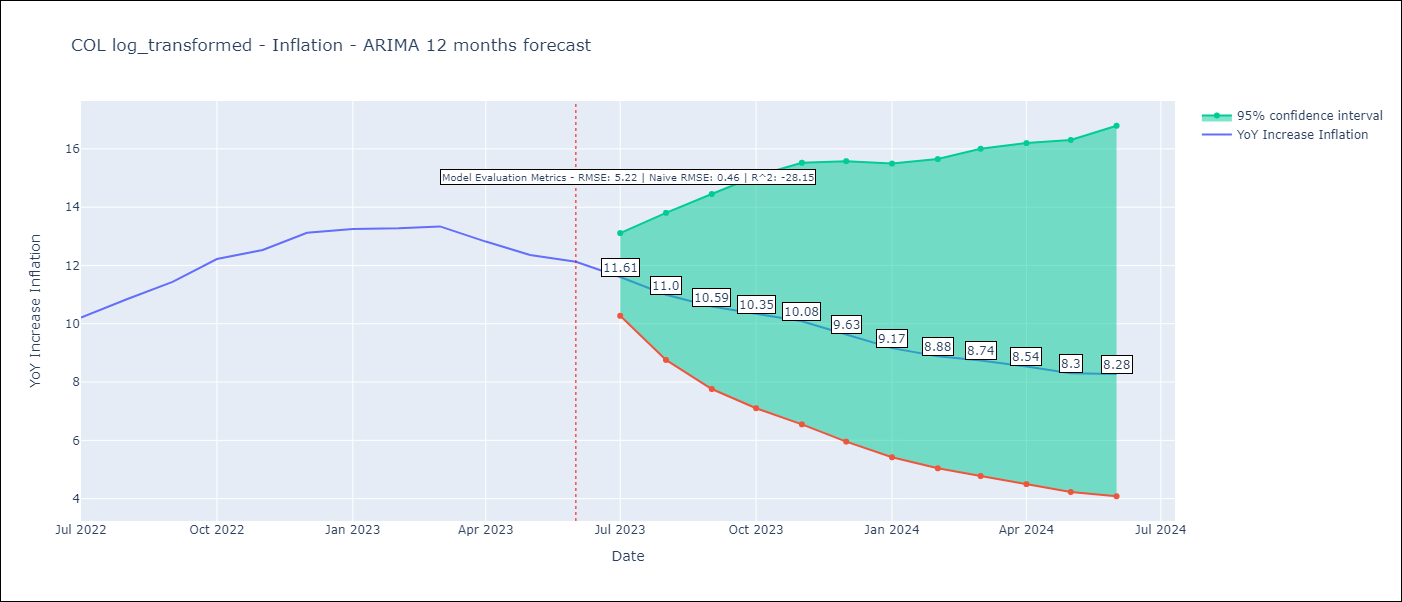 COL log_transformed - Inflation - ARIMA 12 months forecast
95% confidence interval
YoY Increase Inflation
Model Evaluation Metrics - RMSE: 5.22 | Naive RMSE: 0.46 | R^2: -28.15
YoY Increase Inflation
16
14
12
10
8
6
4
11.61
11.0
10.59
10.35
10.08
9.63
9.17
8.88
8.74
8.54
8.3
8.28
Jul 2022
Oct 2022
Jan 2023
Apr 2023
Jul 2023
Oct 2023
Jan 2024
Apr 2024
Jul 2024
Date